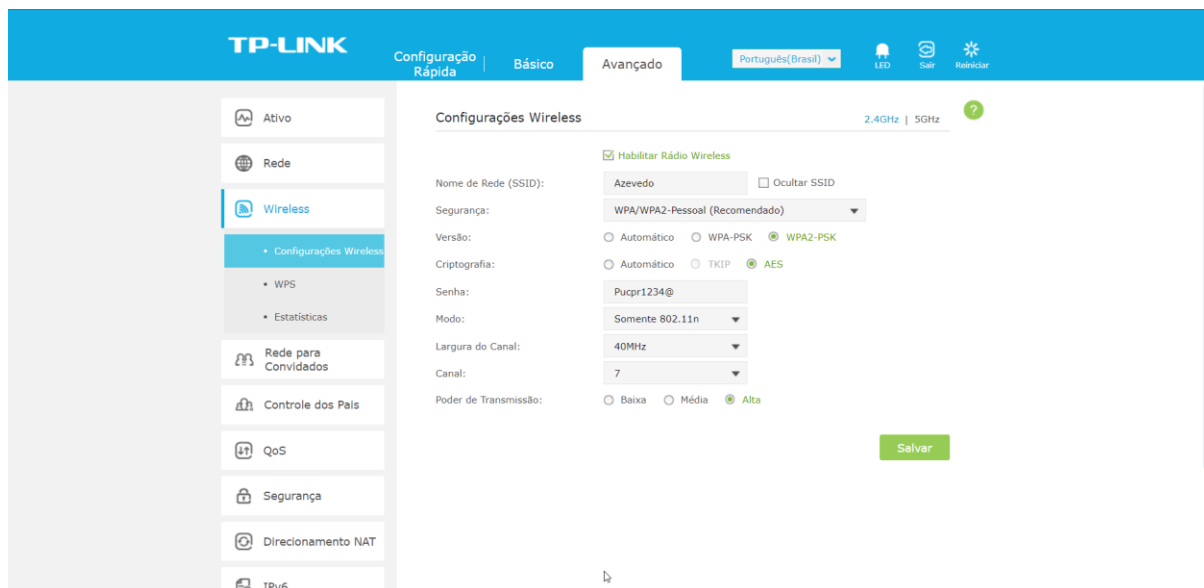 TP-LINK
Configuração
Rápida
Básico
Avançado
Português(Brasil)
LED
Sair
Reiniciar
Ativo
Rede
Wireless
• Configurações Wireless
• WPS
• Estatísticas
Rede para
Convidados
Controle dos Pais
QoS
Segurança
Direcionamento NAT
IPv6
Configurações Wireless
2.4GHz | 5GHz
?
Habilitar Rádio Wireless
Nome de Rede (SSID): Azevedo Ocultar SSID
Segurança: WPA/WPA2-Pessoal (Recomendado)
Versão: Automático WPA-PSK WPA2-PSK
Criptografia: Automático TKIP AES
Senha: Pucpr1234@
Modo: Somente 802.11n
Largura do Canal: 40MHz
Canal: 7
Poder de Transmissão: Baixa Média Alta
Salvar